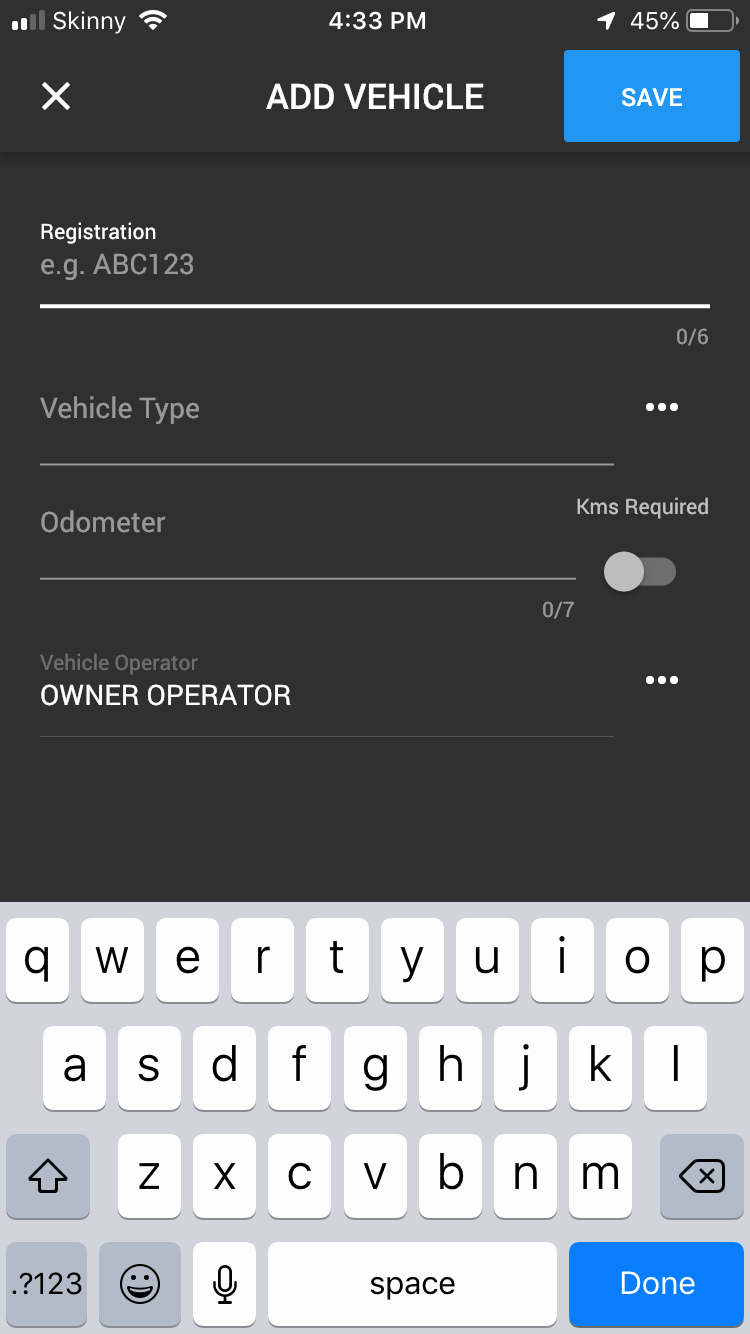 Skinny 4:33 PM 45%
ADD VEHICLE SAVE
Registration
e.g. ABC123
0/6
Vehicle Type
Kms Required
Odometer
0/7
Vehicle Operator
OWNER OPERATOR
q w e r t y u i o p
a s d f g h j k l
z x c v b n m
.?123 space Done